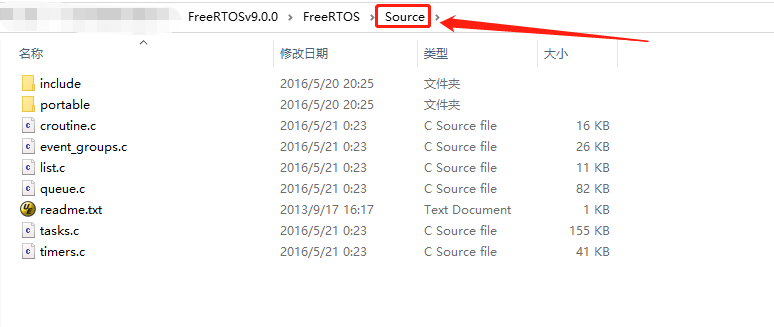 FreeRTOSv9.0.0 > FreeRTOS > Source >
名称 修改日期 类型 大小
include 2016/5/20 20:25 文件夹
portable 2016/5/20 20:25 文件夹
croutine.c 2016/5/21 0:23 C Source file 16 KB
event_groups.c 2016/5/21 0:23 C Source file 26 KB
list.c 2016/5/21 0:23 C Source file 11 KB
queue.c 2016/5/21 0:23 C Source file 82 KB
readme.txt 2013/9/17 16:17 Text Document 1 KB
tasks.c 2016/5/21 0:23 C Source file 155 KB
timers.c 2016/5/21 0:23 C Source file 41 KB